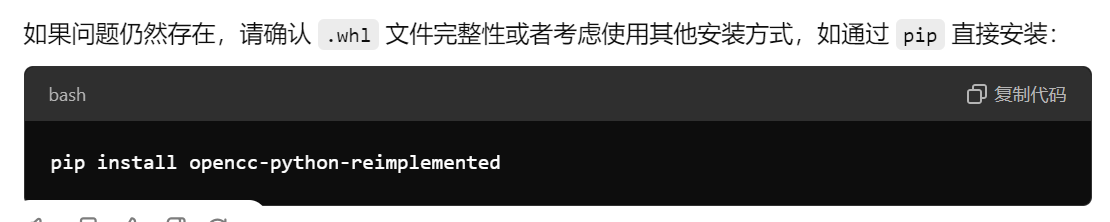 如果问题仍然存在，请确认 .whl 文件完整性或者考虑使用其他安装方式，如通过 pip 直接安装：
bash 复制代码
pip install opencc-python-reimplemented